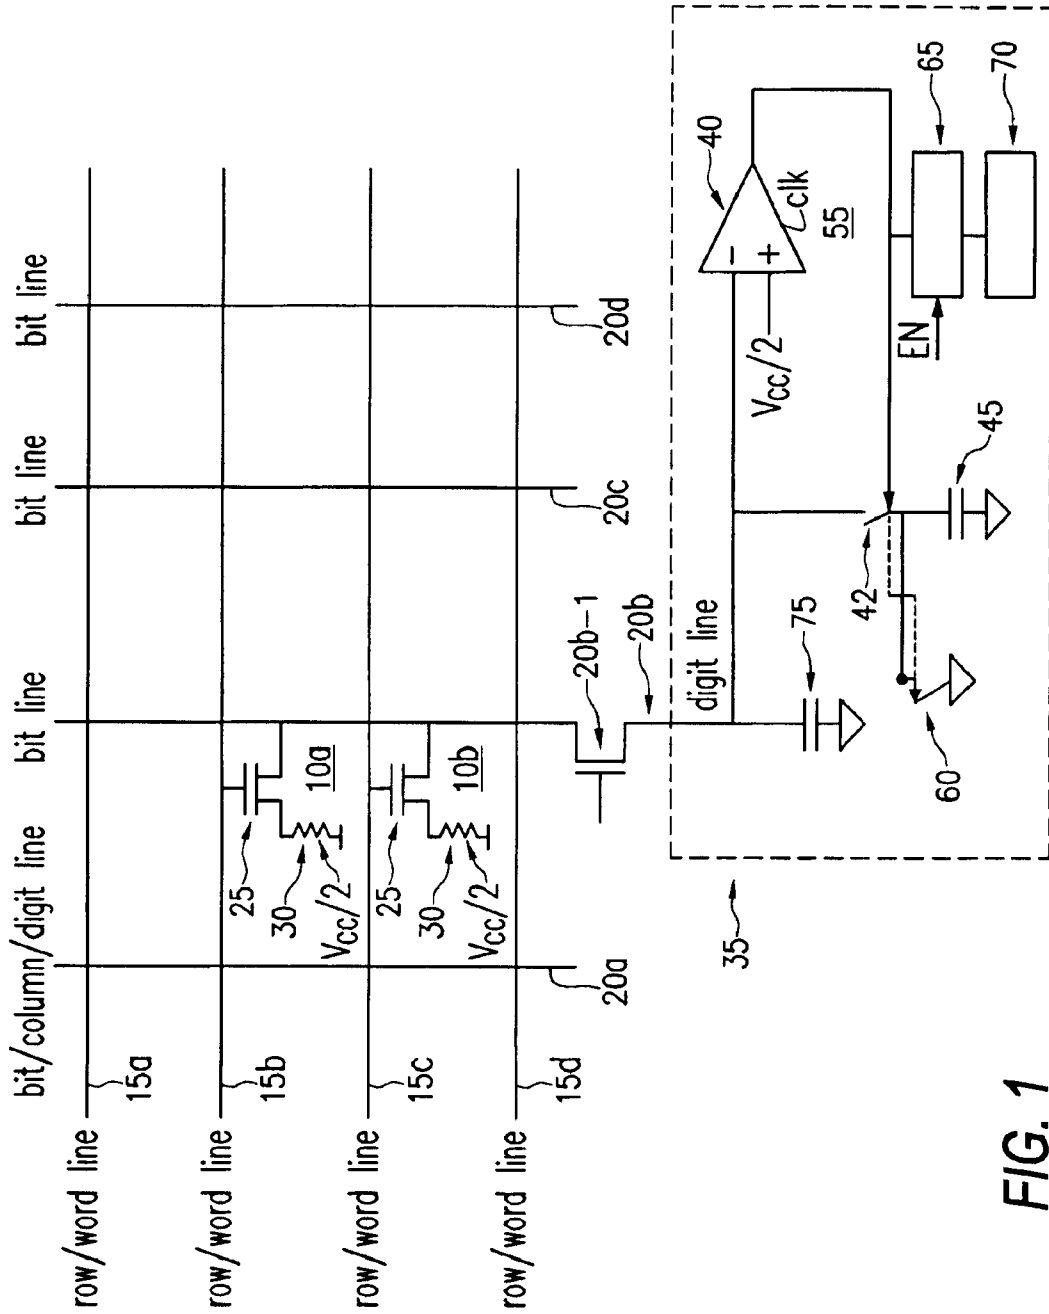 bit/column/digit line
bit line
bit line
bit line
row/word line
15a
row/word line
15b
row/word line
15c
row/word line
15d
25
10a
30
Vcc/2
25
10b
30
Vcc/2
20a
20b-1
20b
20c
20d
35
digit line
75
60
42
45
Vcc/2
-
+
40
clk
55
EN
65
70
FIG. 1